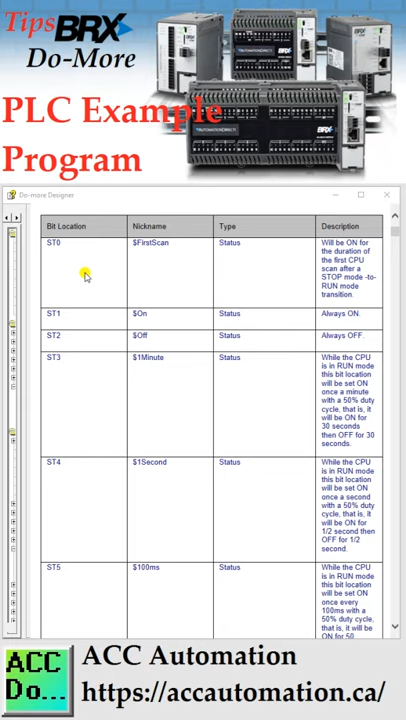 Tips BRX
Do-More
PLC Example
Program
AUTOMATIONDIRECT
BRX
Do-more Designer
Bit Location Nickname Type Description
ST0 $FirstScan Status Will be ON for
the duration of
the first CPU
scan after a
STOP mode -to-
RUN mode
transition.
ST1 $On Status Always ON.
ST2 $Off Status Always OFF.
ST3 $1Minute Status While the CPU
is in RUN mode
this bit location
will be set ON
once a minute
with a 50% duty
cycle, that is, it
will be ON for
30 seconds
then OFF for 30
seconds.
ST4 $1Second Status While the CPU
is in RUN mode
this bit location
will be set ON
once a second
with a 50% duty
cycle, that is, it
will be ON for
1/2 second then
OFF for 1/2
second.
ST5 $100ms Status While the CPU
is in RUN mode
this bit location
will be set ON
once every
100ms with a
50% duty cycle,
that is, it will be
ON for 50
ACC
Do...
ACC Automation
https://accautomation.ca/